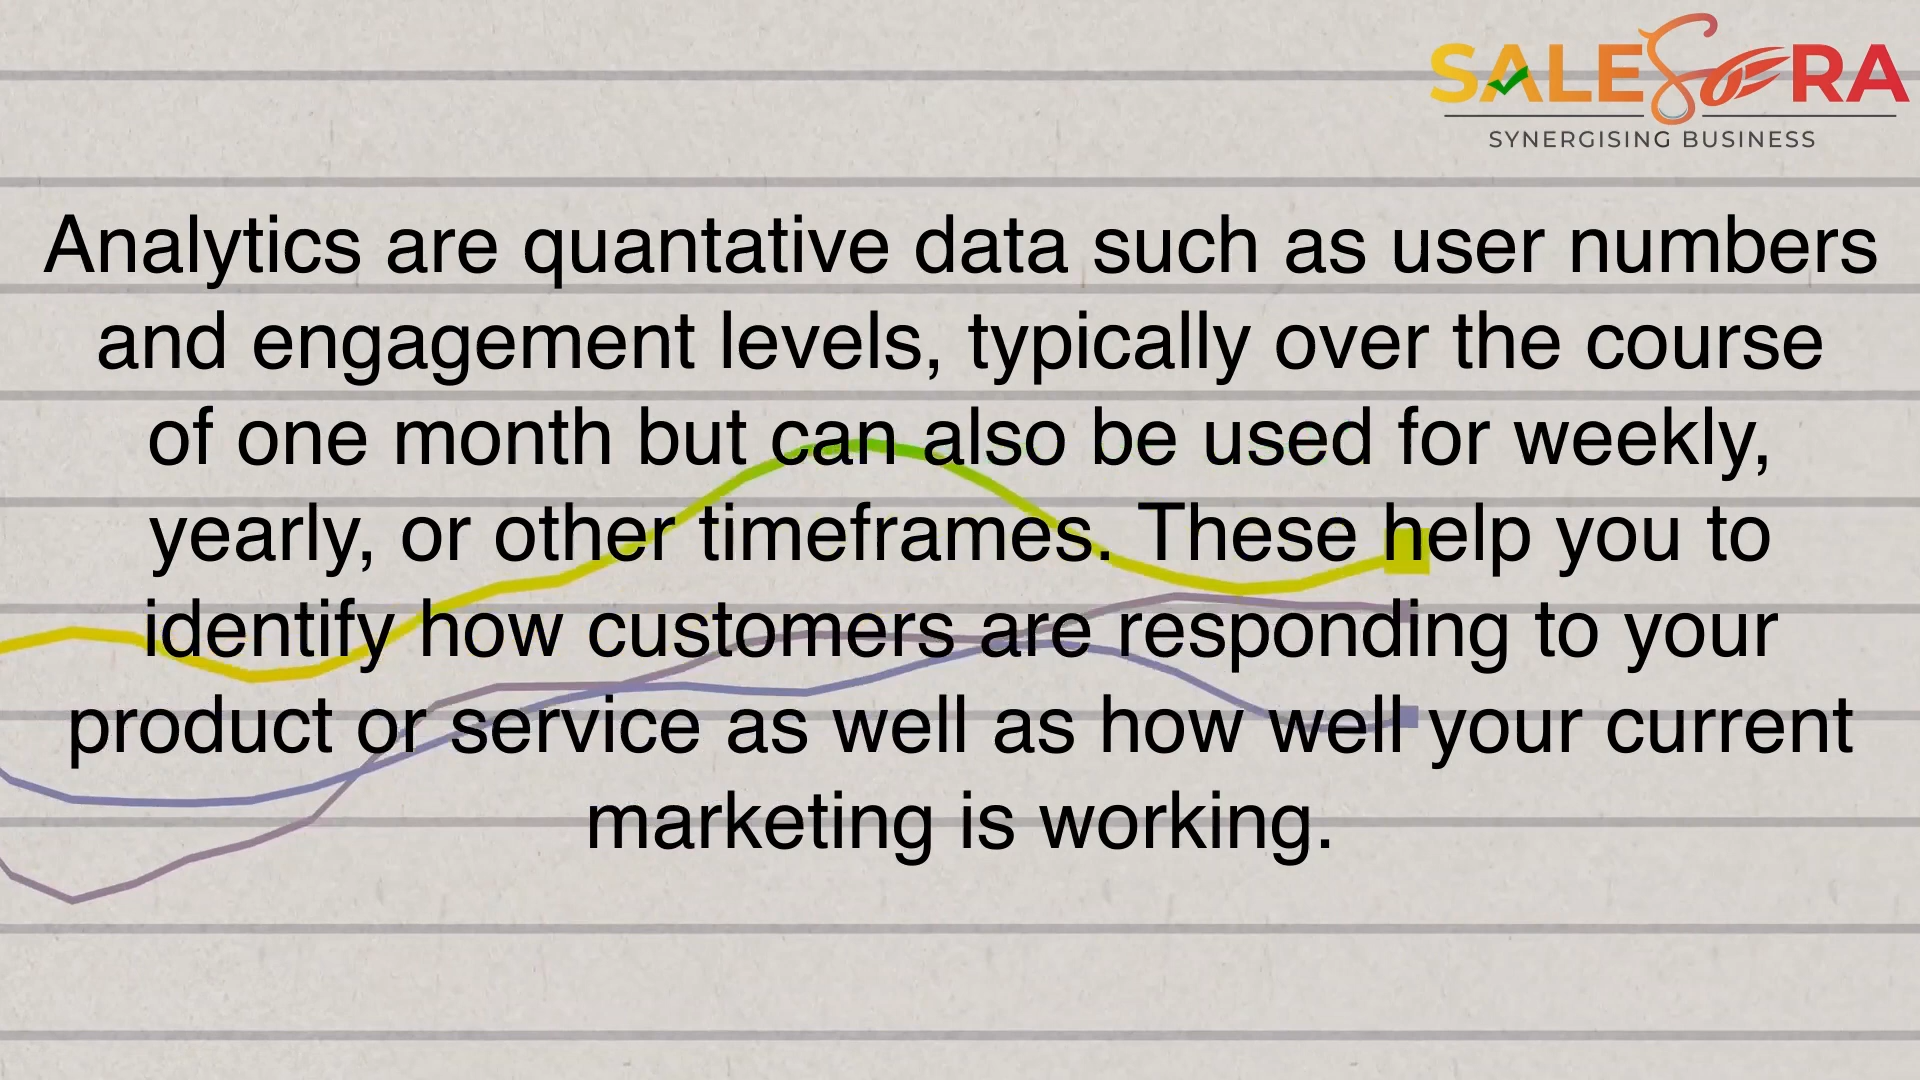 SALESERA
SYNERGISING BUSINESS
Analytics are quantative data such as user numbers
and engagement levels, typically over the course
of one month but can also be used for weekly,
yearly, or other timeframes. These help you to
identify how customers are responding to your
product or service as well as how well your current
marketing is working.